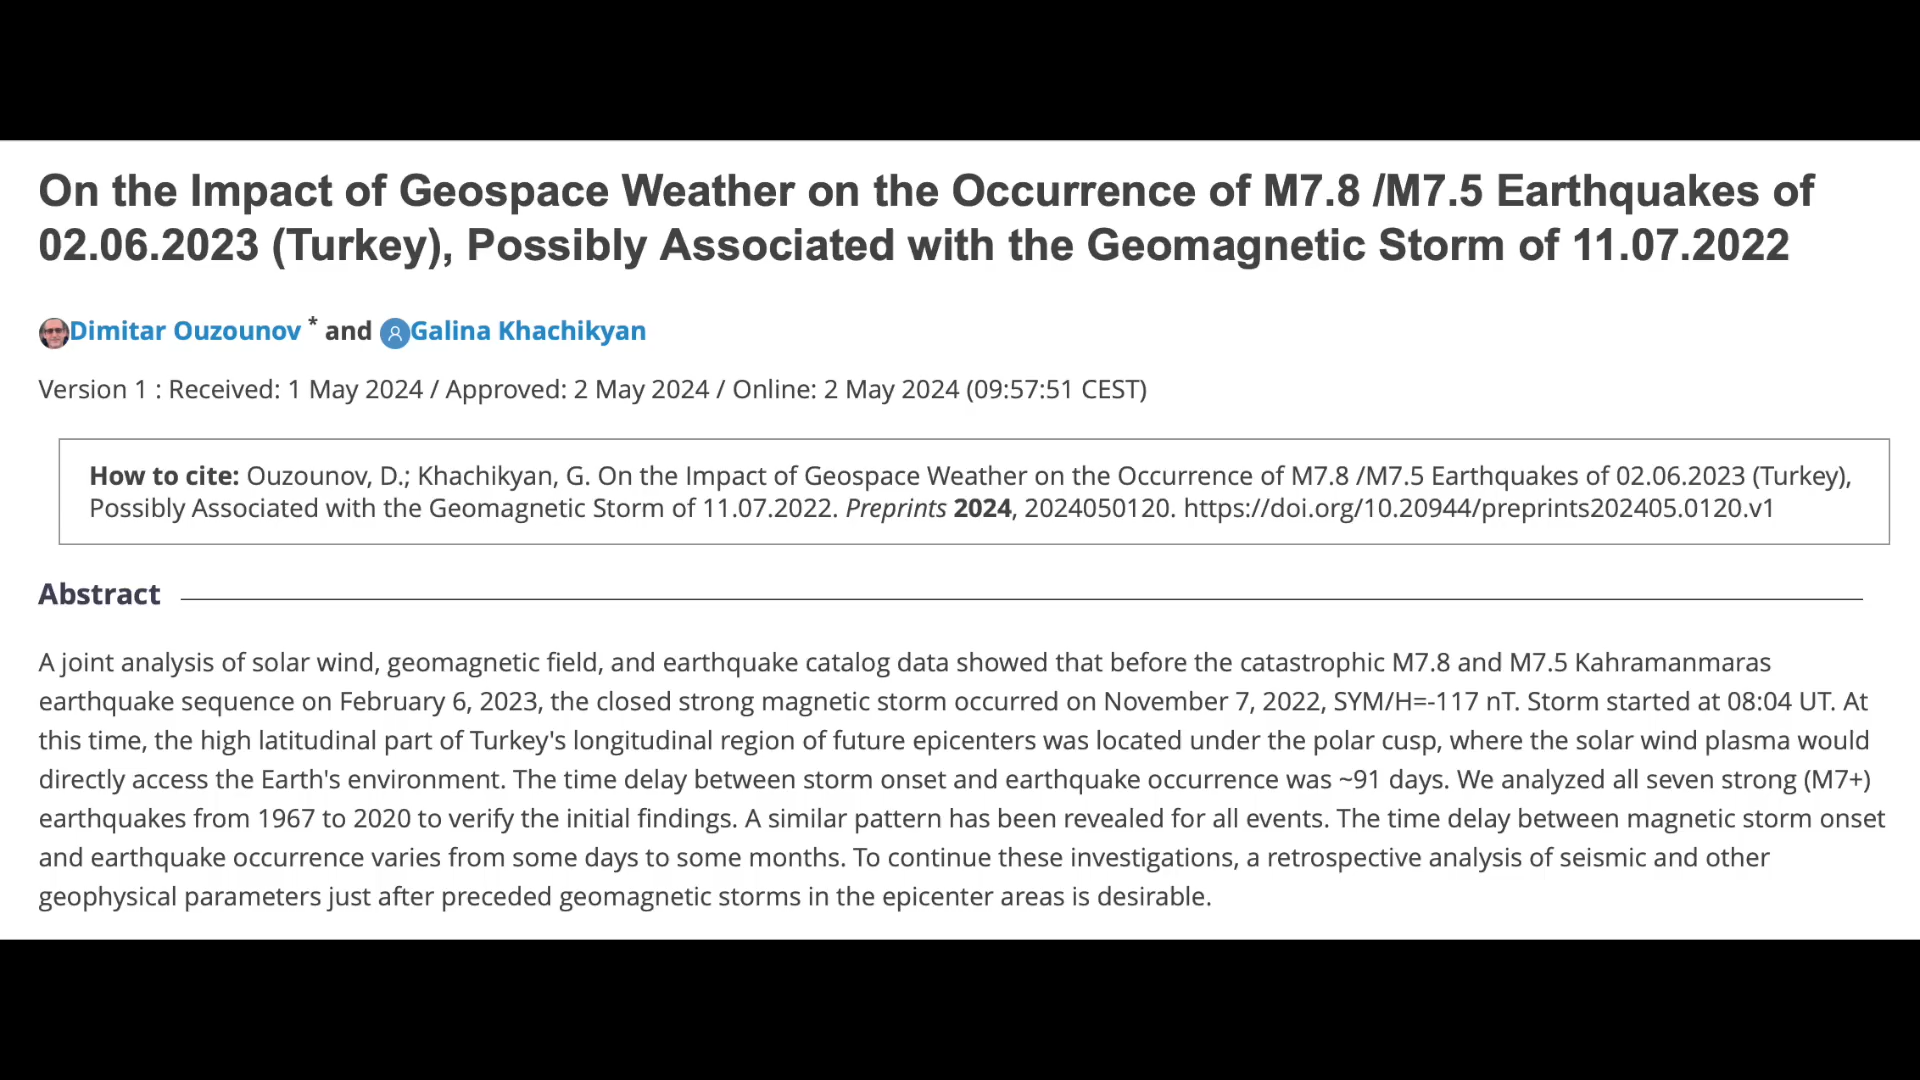 On the Impact of Geospace Weather on the Occurrence of M7.8 /M7.5 Earthquakes of
02.06.2023 (Turkey), Possibly Associated with the Geomagnetic Storm of 11.07.2022
Dimitar Ouzounov * and Galina Khachikyan
Version 1 : Received: 1 May 2024 / Approved: 2 May 2024 / Online: 2 May 2024 (09:57:51 CEST)
How to cite: Ouzounov, D.; Khachikyan, G. On the Impact of Geospace Weather on the Occurrence of M7.8 /M7.5 Earthquakes of 02.06.2023 (Turkey),
Possibly Associated with the Geomagnetic Storm of 11.07.2022. Preprints 2024, 2024050120. https://doi.org/10.20944/preprints202405.0120.v1
Abstract
A joint analysis of solar wind, geomagnetic field, and earthquake catalog data showed that before the catastrophic M7.8 and M7.5 Kahramanmaras
earthquake sequence on February 6, 2023, the closed strong magnetic storm occurred on November 7, 2022, SYM/H=-117 nT. Storm started at 08:04 UT. At
this time, the high latitudinal part of Turkey's longitudinal region of future epicenters was located under the polar cusp, where the solar wind plasma would
directly access the Earth's environment. The time delay between storm onset and earthquake occurrence was ~91 days. We analyzed all seven strong (M7+)
earthquakes from 1967 to 2020 to verify the initial findings. A similar pattern has been revealed for all events. The time delay between magnetic storm onset
and earthquake occurrence varies from some days to some months. To continue these investigations, a retrospective analysis of seismic and other
geophysical parameters just after preceded geomagnetic storms in the epicenter areas is desirable.